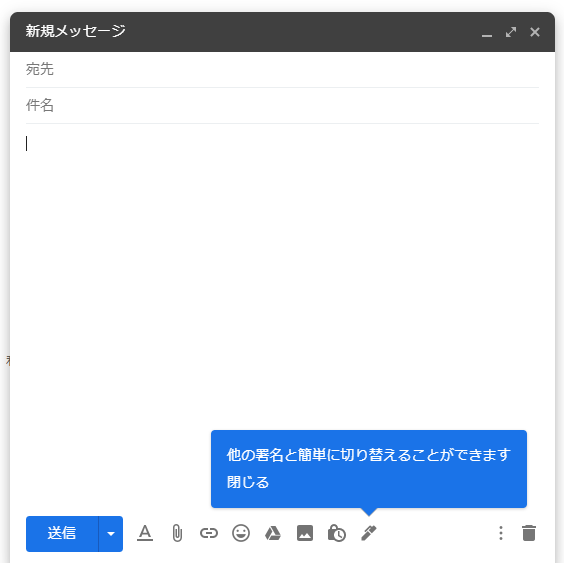 新規メッセージ
宛先
件名
他の署名と簡単に切り替えることができます
閉じる
送信